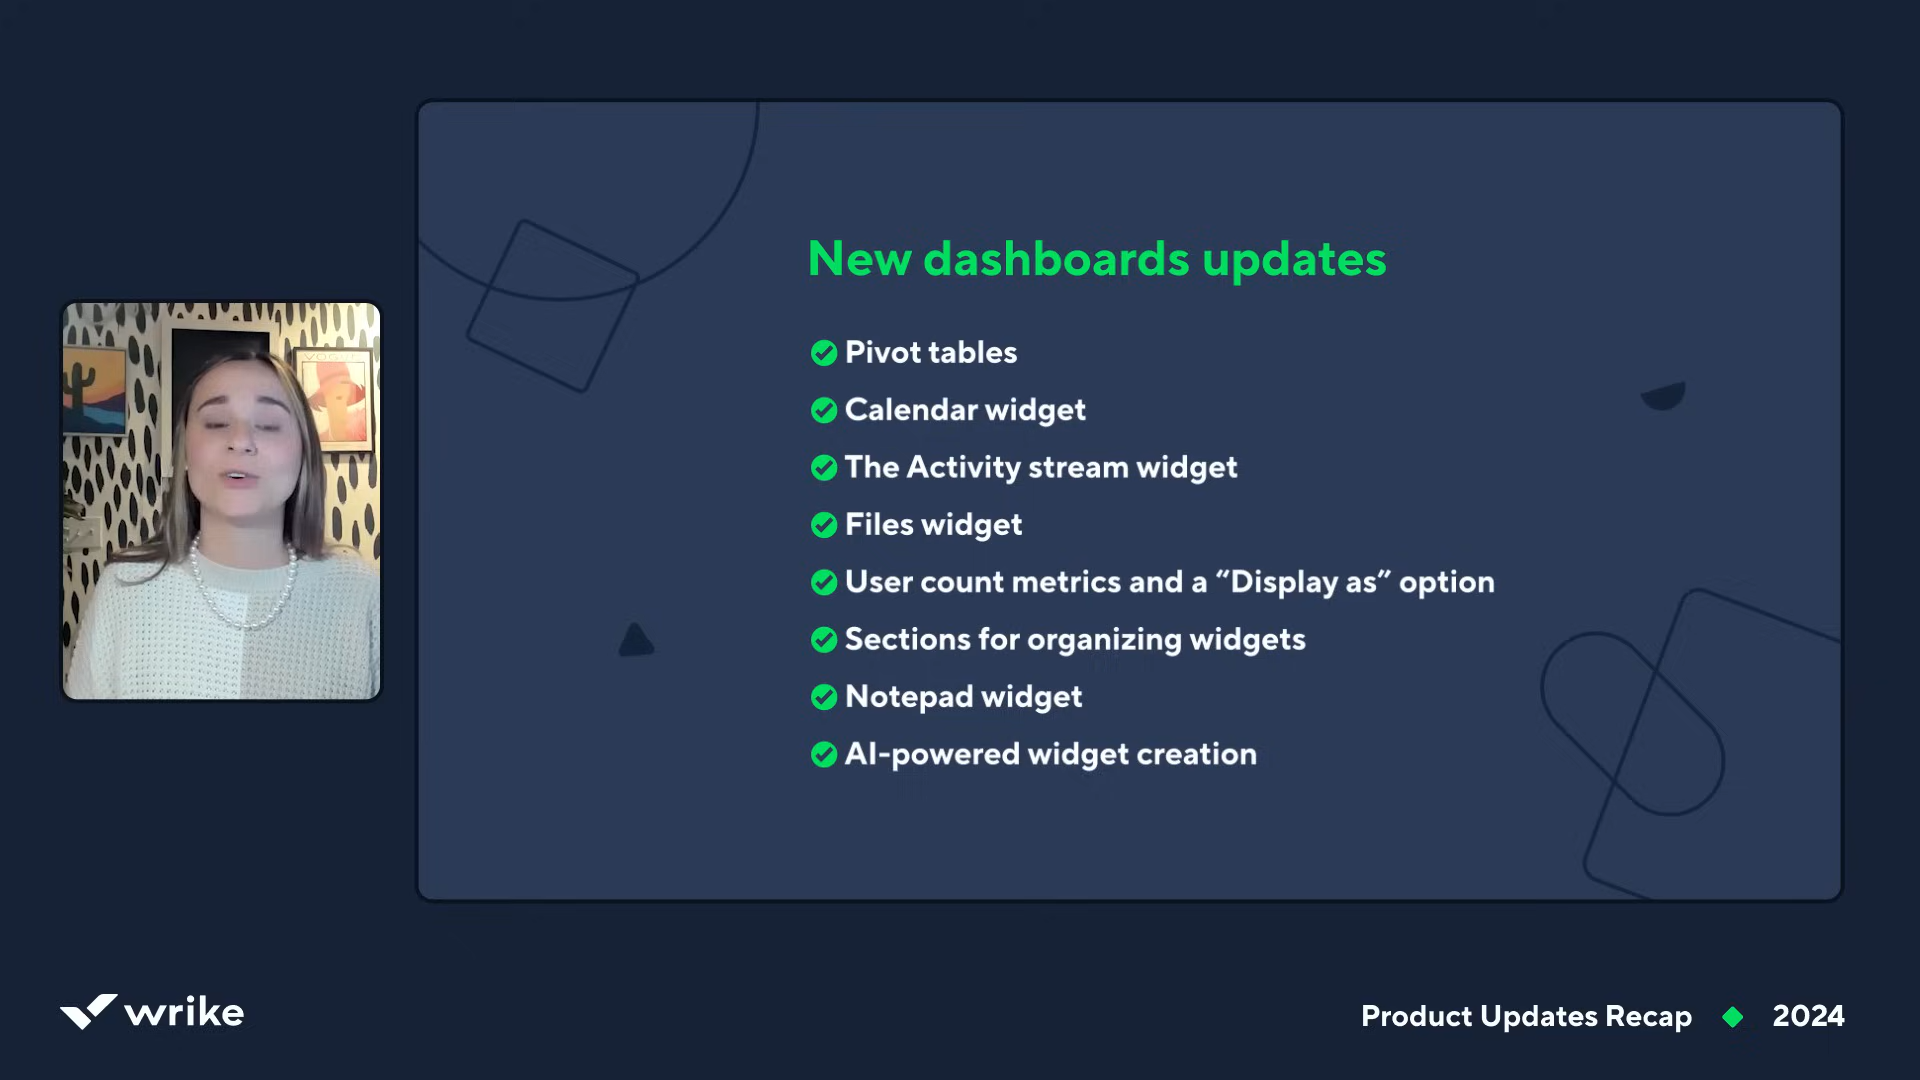 New dashboards updates
Pivot tables
Calendar widget
The Activity stream widget
Files widget
User count metrics and a “Display as” option
Sections for organizing widgets
Notepad widget
AI-powered widget creation
VOGUE
wrike
Product Updates Recap
2024